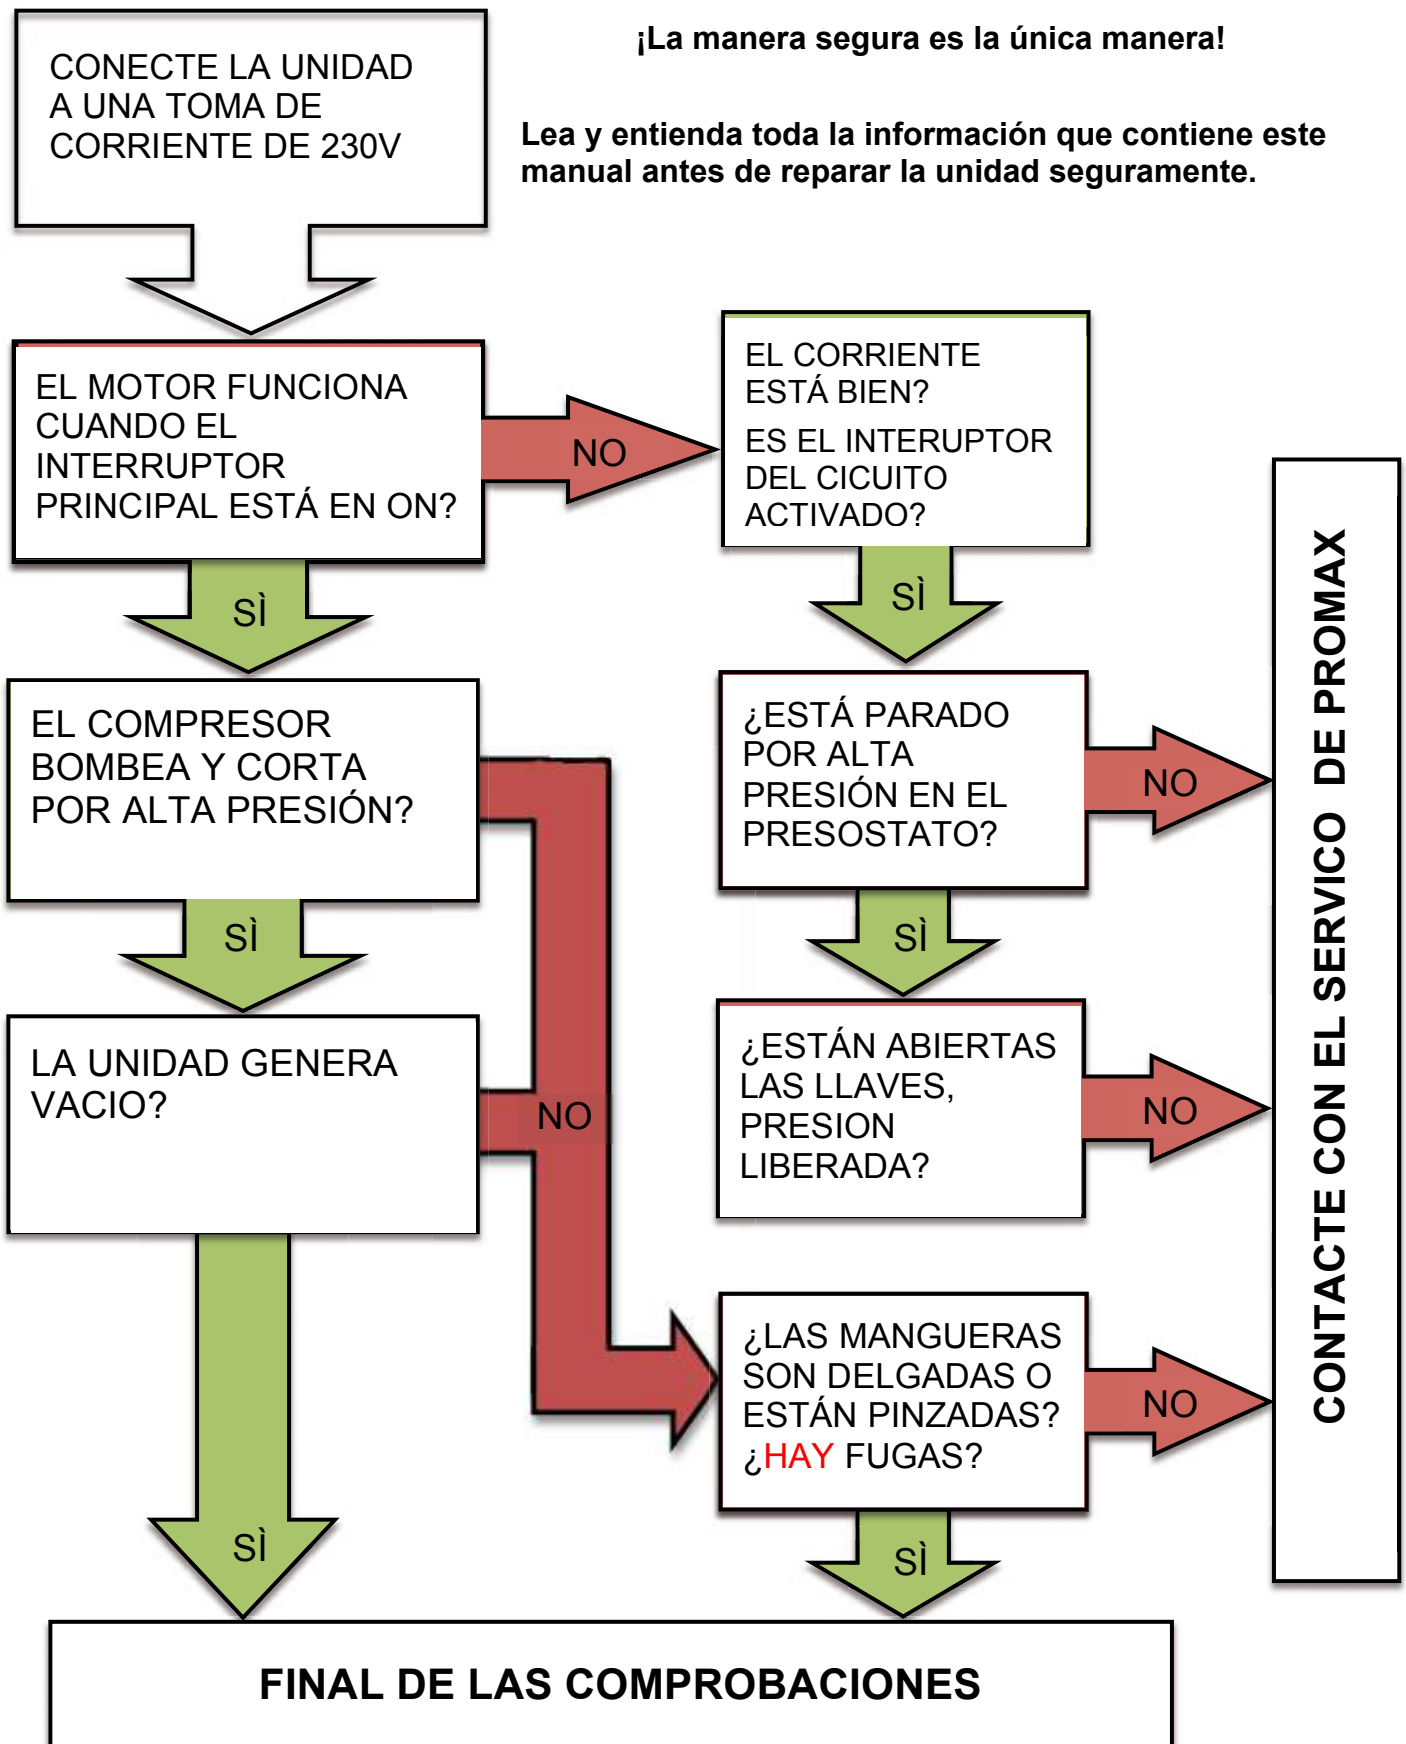 ¡La manera segura es la única manera!
CONECTE LA UNIDAD
A UNA TOMA DE
CORRIENTE DE 230V
Lea y entienda toda la información que contiene este
manual antes de reparar la unidad seguramente.
EL MOTOR FUNCIONA
CUANDO EL
INTERRUPTOR
PRINCIPAL ESTÁ EN ON?
NO
EL CORRIENTE
ESTÁ BIEN?
ES EL INTERUPTOR
DEL CICUITO
ACTIVADO?
SÌ
SÌ
EL COMPRESOR
BOMBEA Y CORTA
POR ALTA PRESIÓN?
¿ESTÁ PARADO
POR ALTA
PRESIÓN EN EL
PRESOSTATO?
NO
SÌ
SÌ
LA UNIDAD GENERA
VACIO?
NO
¿ESTÁN ABIERTAS
LAS LLAVES,
PRESION
LIBERADA?
NO
¿LAS MANGUERAS
SON DELGADAS O
ESTÁN PINZADAS?
¿HAY FUGAS?
NO
SÌ
SÌ
CONTACTE CON EL SERVICO DE PROMAX
FINAL DE LAS COMPROBACIONES